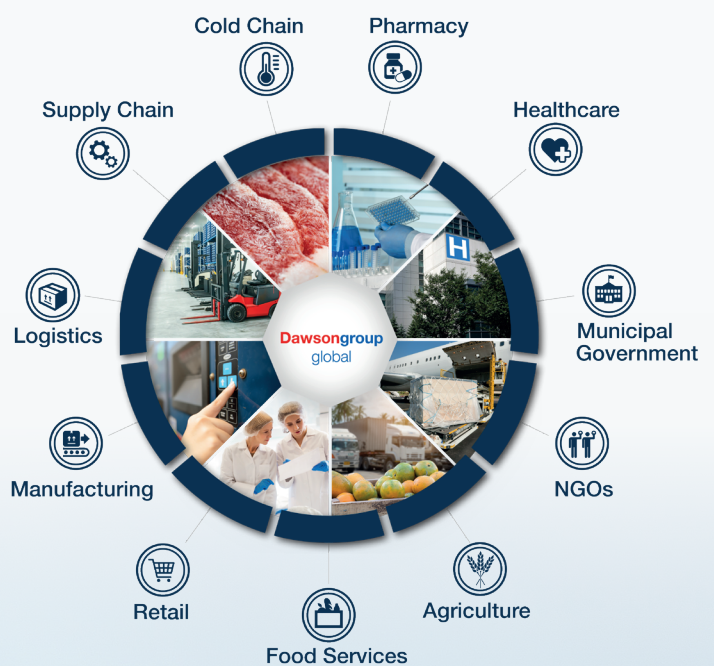 Cold Chain
Pharmacy
Supply Chain
Healthcare
H
Logistics
Dawsongroup
global
Municipal
Government
Manufacturing
NGOs
Retail
Agriculture
Food Services